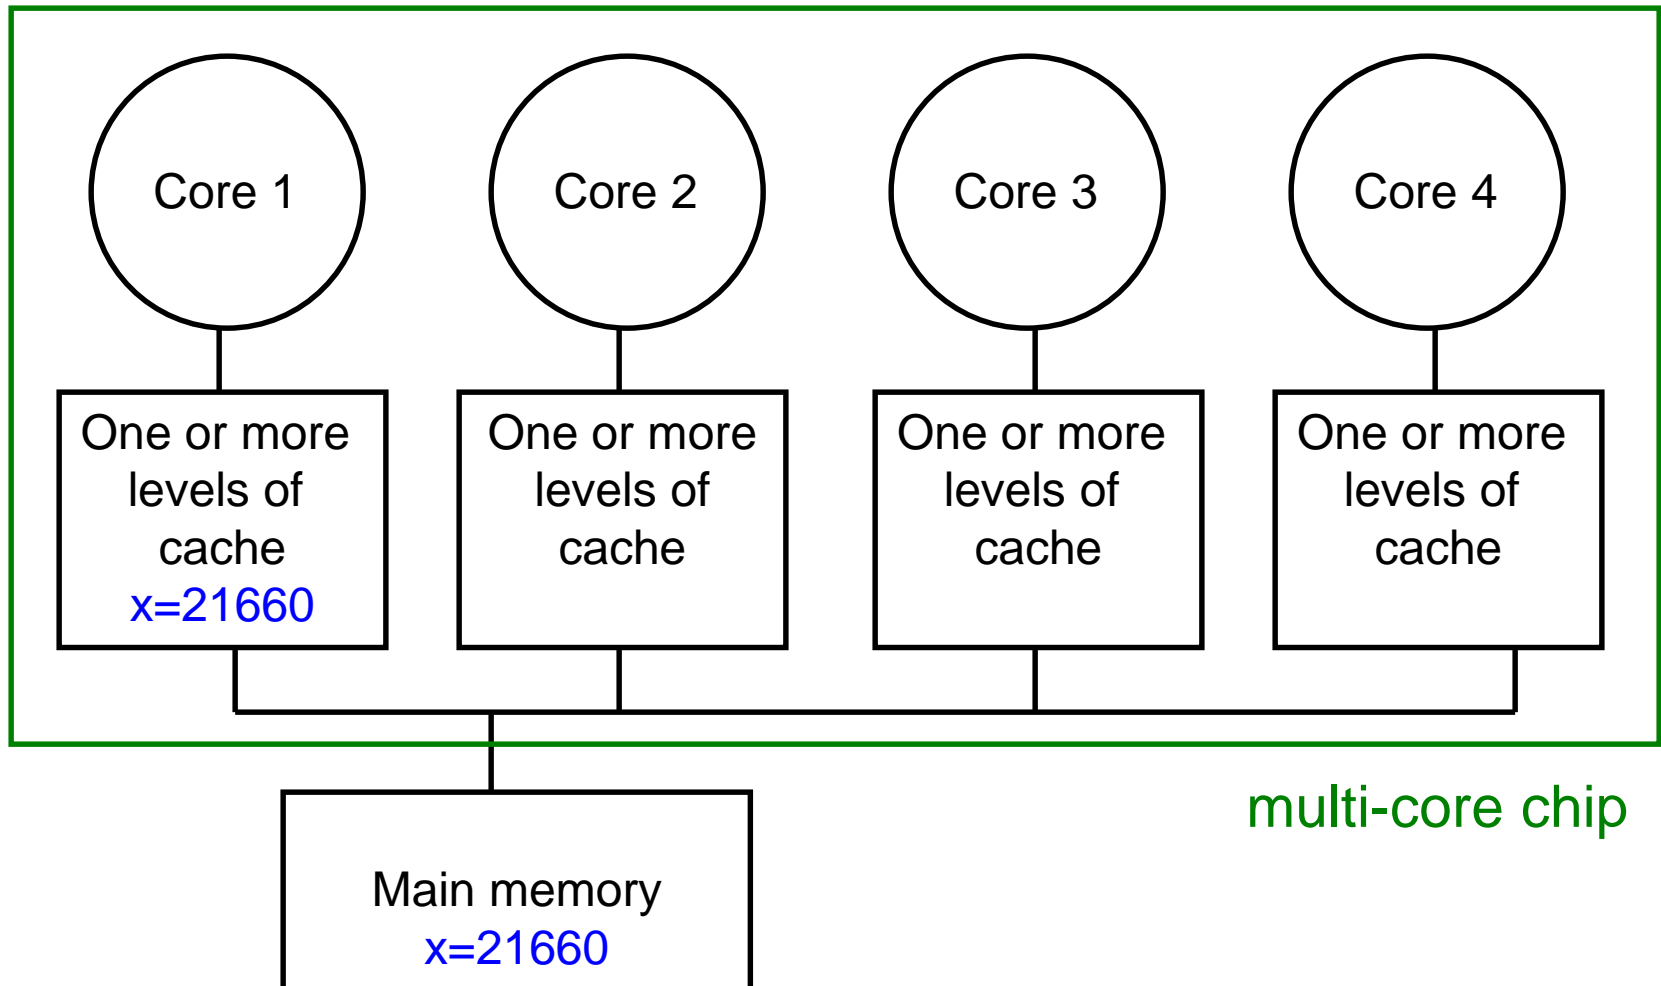 Core 1
Core 2
Core 3
Core 4
One or more
levels of
cache
x=21660
One or more
levels of
cache
One or more
levels of
cache
One or more
levels of
cache
multi-core chip
Main memory
x=21660